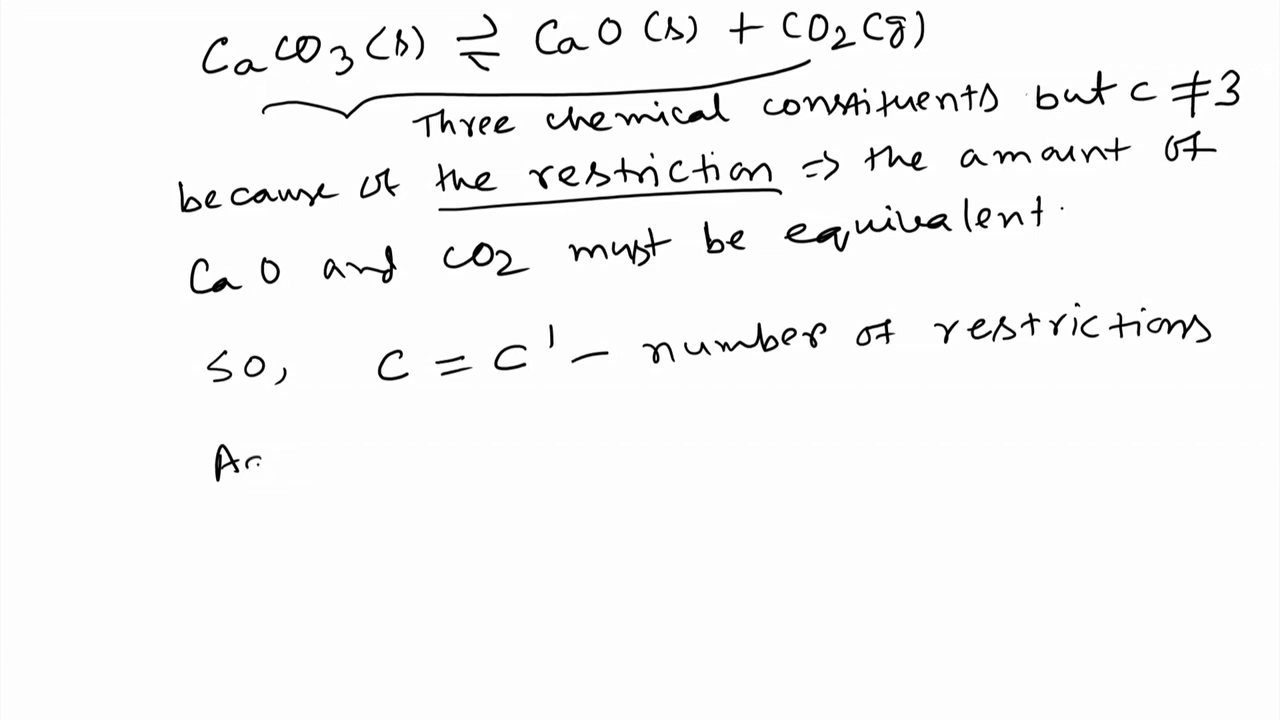 CaCO3(s) ⇌ CaO(s) + CO2(g)
Three chemical constituents but c ≠ 3
because of the restriction => the amount of
CaO and CO2 must be equivalent.
so, c = c' – number of restrictions